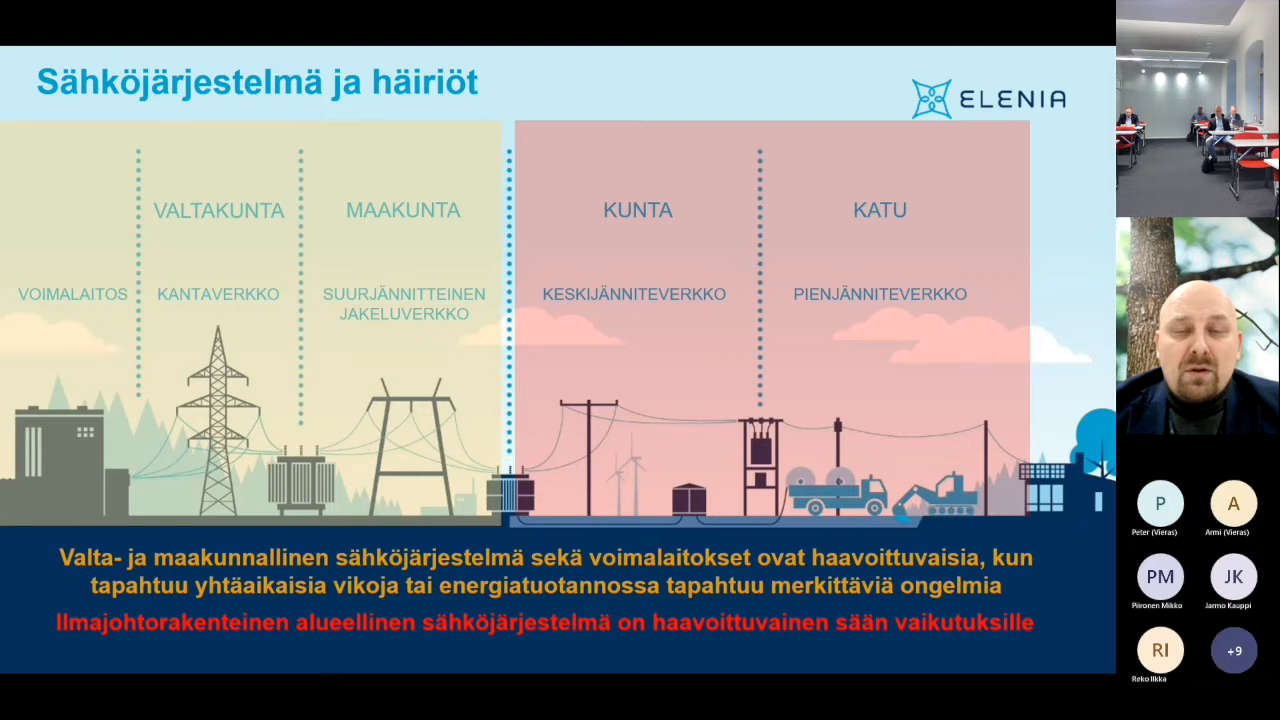 Sähköjärjestelmä ja häiriöt
ELENIA
VALTAKUNTA
MAAKUNTA
KUNTA
KATU
VOIMALAITOS
KANTAVERKKO
SUURJÄNNITTEINEN
JAKELUVERKKO
KESKIJÄNNITEVERKKO
PIENJÄNNITEVERKKO
Valta- ja maakunnallinen sähköjärjestelmä sekä voimalaitokset ovat haavoittuvaisia, kun
tapahtuu yhtäaikaisia vikoja tai energiatuotannossa tapahtuu merkittäviä ongelmia
Ilmajohtorakenteinen alueellinen sähköjärjestelmä on haavoittuvainen sään vaikutuksille
P
A
Peter (Vieras)
Armi (Vieras)
PM
JK
Piironen Mikko
Jarmo Kauppi
RI
+9
Reko Ilkka